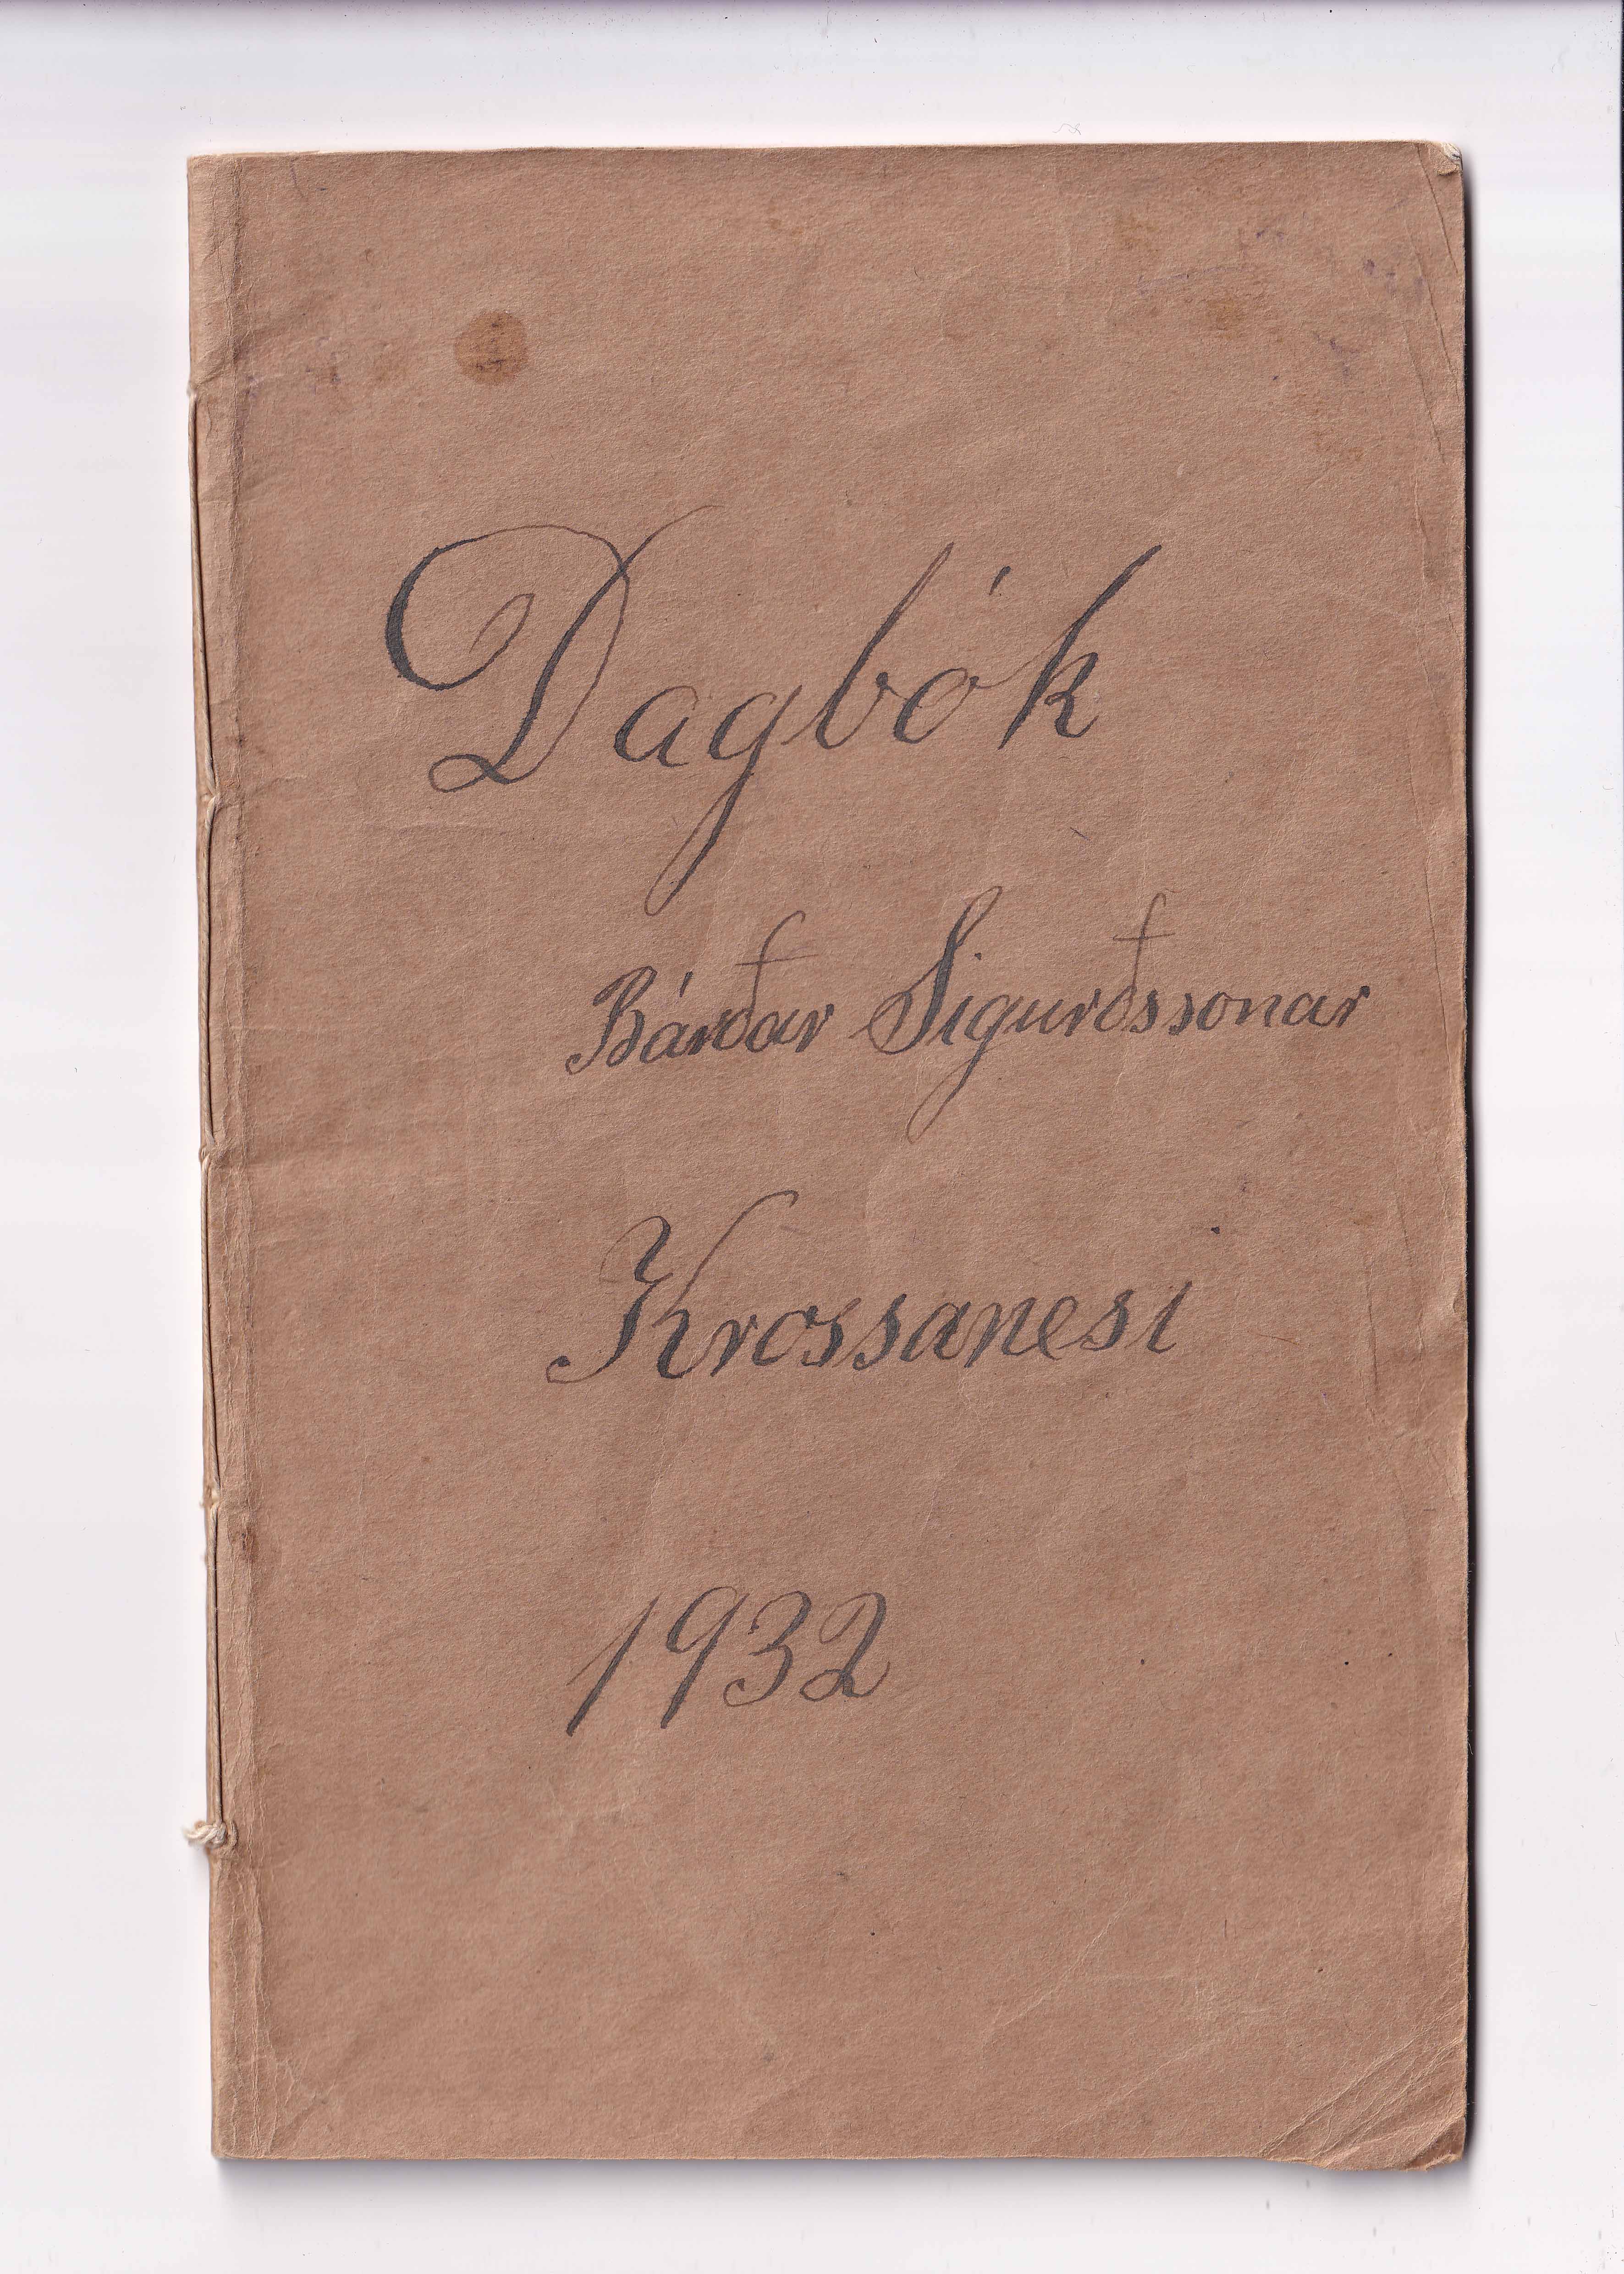 Dagbók
Bárðar Sigurðssonar
Krossanesi
1932